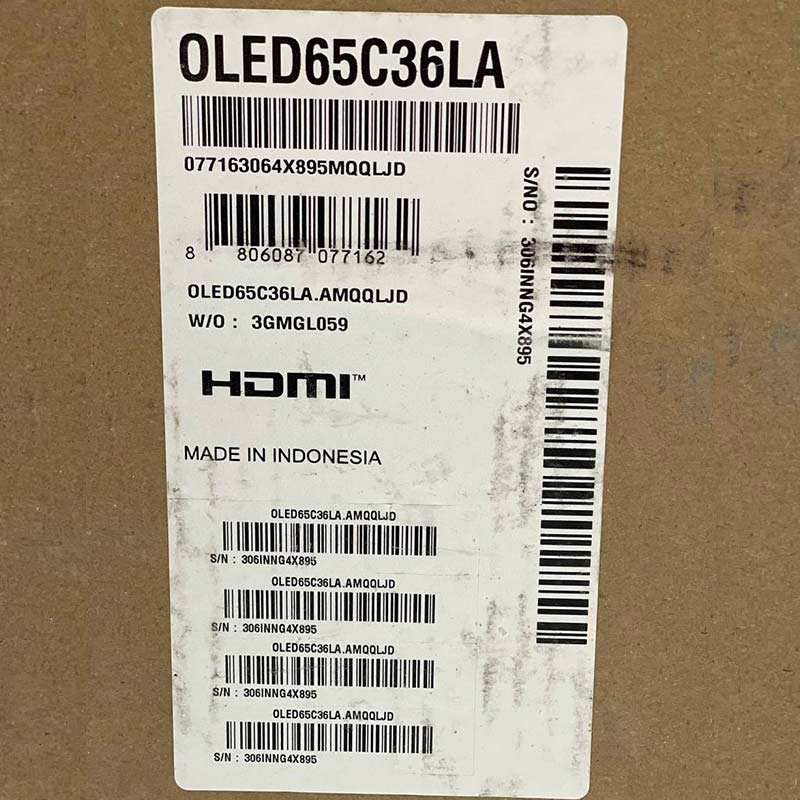 OLED65C36LA
077163064X895MQQLJD
S/NO : 306INNG4X895
8 806087 077162
OLED65C36LA.AMQQLJD
W/O : 3GMGL059
HDMI™
MADE IN INDONESIA
OLED65C36LA.AMQQLJD
S/N : 306INNG4X895
OLED65C36LA.AMQQLJD
S/N : 306INNG4X895
OLED65C36LA.AMQQLJD
S/N : 306INNG4X895
OLED65C36LA.AMQQLJD
S/N : 306INNG4X895